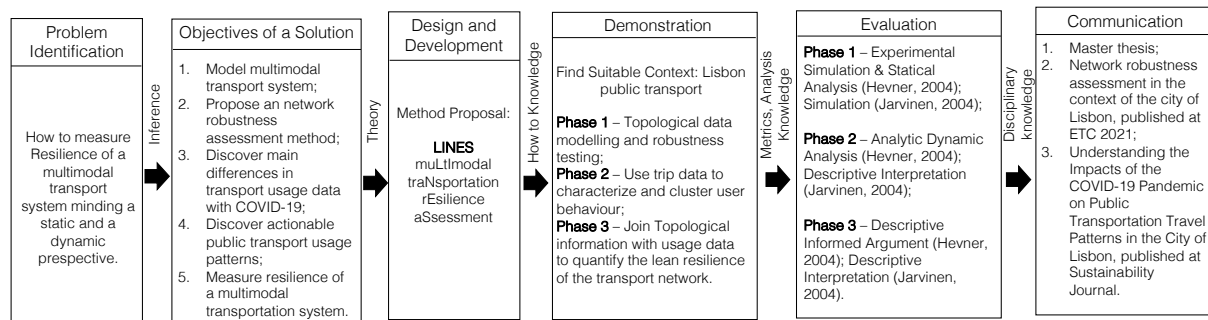 Problem
Identification
How to measure
Resilience of a
multimodal
transport
system minding a
static and a
dynamic
prespective.
Inference
Objectives of a Solution
1. Model multimodal
transport system;
2. Propose an network
robustness
assessment method;
3. Discover main
differences in
transport usage data
with COVID-19;
4. Discover actionable
public transport usage
patterns;
5. Measure resilience of
a multimodal
transportation system.
Theory
Design and
Development
Method Proposal:
LINES
muLtImodal
traNsportation
rEsilience
aSsessment
How to Knowledge
Demonstration
Find Suitable Context: Lisbon
public transport
Phase 1 – Topological data
modelling and robustness
testing;
Phase 2 – Use trip data to
characterize and cluster user
behaviour;
Phase 3 – Join Topological
information with usage data
to quantify the lean resilience
of the transport network.
Metrics, Analysis
Knowledge
Evaluation
Phase 1 – Experimental
Simulation & Statical
Analysis (Hevner, 2004);
Simulation (Jarvinen, 2004);
Phase 2 – Analytic Dynamic
Analysis (Hevner, 2004);
Descriptive Interpretation
(Jarvinen, 2004);
Phase 3 – Descriptive
Informed Argument (Hevner,
2004); Descriptive
Interpretation (Jarvinen,
2004).
Disciplinary
knowledge
Communication
1. Master thesis;
2. Network robustness
assessment in the
context of the city of
Lisbon, published at
ETC 2021;
3. Understanding the
Impacts of the
COVID-19 Pandemic
on Public
Transportation Travel
Patterns in the City of
Lisbon, published at
Sustainability
Journal.